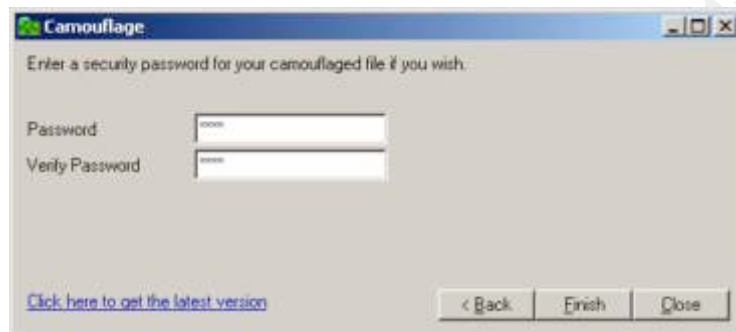 Camouflage
Enter a security password for your camouflaged file if you wish.
Password
****
Verify Password
****
Click here to get the latest version
< Back
Finish
Close